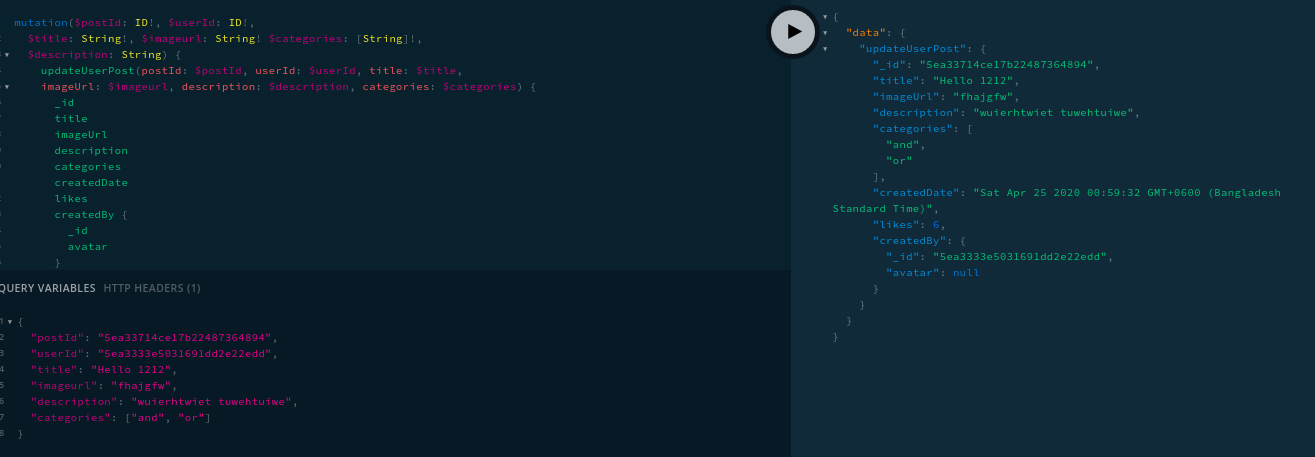 mutation($postId: ID!, $userId: ID!,
$title: String!, $imageurl: String! $categories: [String]!,
$description: String) {
updateUserPost(postId: $postId, userId: $userId, title: $title,
imageUrl: $imageurl, description: $description, categories: $categories) {
_id
title
imageUrl
description
categories
createdDate
likes
createdBy {
_id
avatar
}
QUERY VARIABLES HTTP HEADERS (1)
1 {
2 "postId": "5ea33714ce17b22487364894",
3 "userId": "5ea3333e5031691dd2e22edd",
4 "title": "Hello 1212",
5 "imageurl": "fhajgfw",
6 "description": "wuierhtwiet tuwehtuiwe",
7 "categories": ["and", "or"]
8 }
{
"data": {
"updateUserPost": {
"_id": "5ea33714ce17b22487364894",
"title": "Hello 1212",
"imageUrl": "fhajgfw",
"description": "wuierhtwiet tuwehtuiwe",
"categories": [
"and",
"or"
],
"createdDate": "Sat Apr 25 2020 00:59:32 GMT+0600 (Bangladesh
Standard Time)",
"likes": 6,
"createdBy": {
"_id": "5ea3333e5031691dd2e22edd",
"avatar": null
}
}
}
}